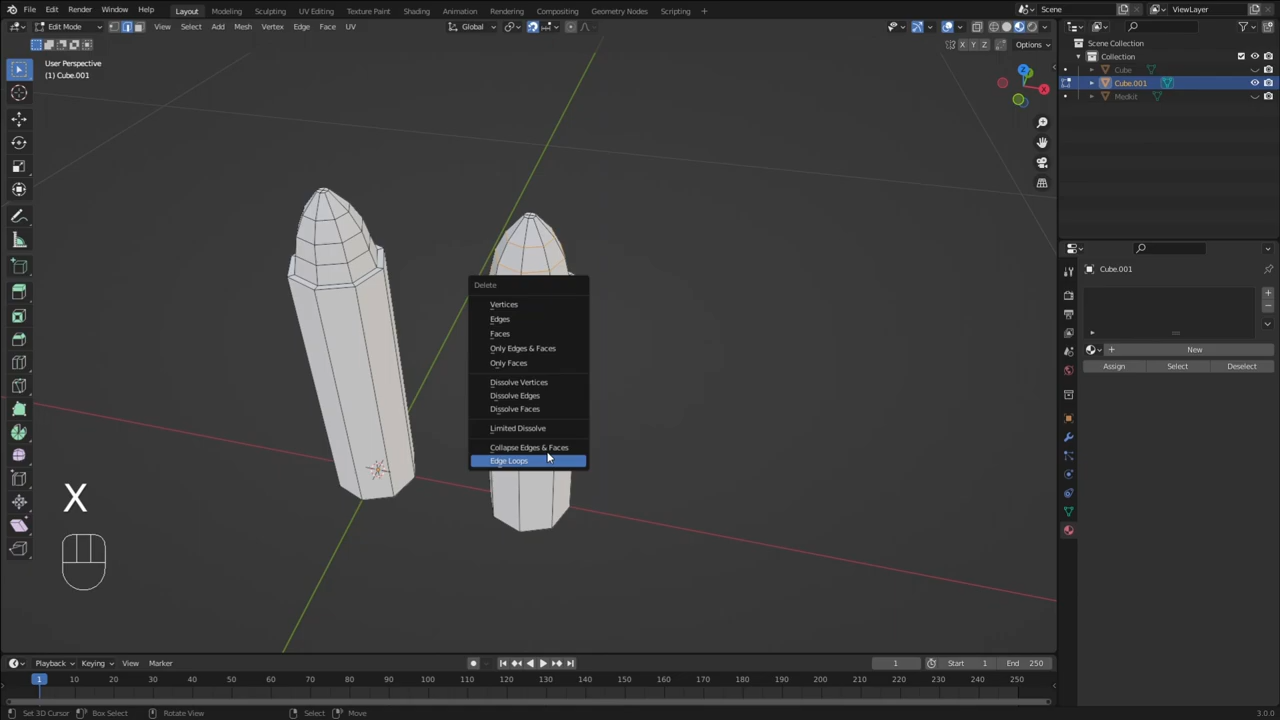 File Edit Render Window Help Layout Modeling Sculpting UV Editing Texture Paint Shading Animation Rendering Compositing Geometry Nodes Scripting + Scene ViewLayer
Edit Mode View Select Add Mesh Vertex Edge Face UV Global
X Y Z Options
User Perspective
(1) Cube.001
Z
X
Scene Collection
Collection
Cube
Cube.001
Medkit
Cube.001
New
Assign Select Deselect
Delete
Vertices
Edges
Faces
Only Edges & Faces
Only Faces
Dissolve Vertices
Dissolve Edges
Dissolve Faces
Limited Dissolve
Collapse Edges & Faces
Edge Loops
X
Playback Keying View Marker 1 Start 1 End 250
1 10 20 30 40 50 60 70 80 90 100 110 120 130 140 150 160 170 180 190 200 210 220 230 240 250
Set 3D Cursor Box Select Rotate View Select Move 3.0.0